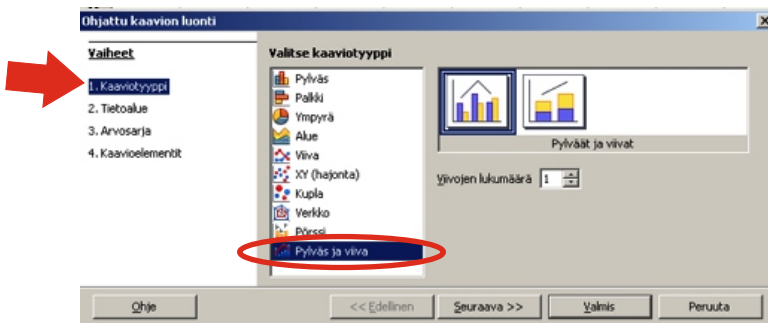 Ohjattu kaavion luonti
Vaiheet
1. Kaaviotyyppi
2. Tietoalue
3. Arvosarja
4. Kaavioelementit
Valitse kaaviotyyppi
Pylväs
Palkki
Ympyrä
Alue
Viiva
XY (hajonta)
Kupla
Verkko
Pörssi
Pylväs ja viiva
Pylväät ja viivat
Viivojen lukumäärä 1
Ohje
<< Edellinen
Seuraava >>
Valmis
Peruuta